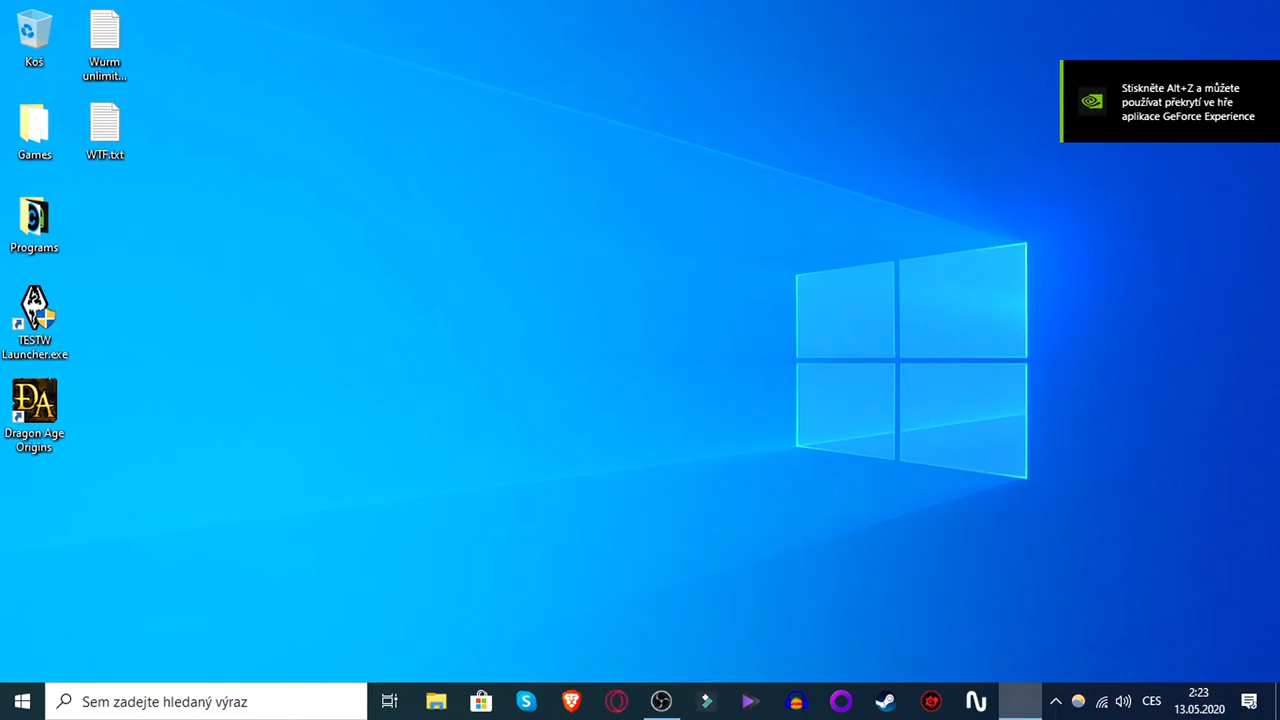 Koš
Wurm
unlimit...
Games
WTF.txt
Programs
TESTW
Launcher.exe
DA
Dragon Age
Origins
Stiskněte Alt+Z a můžete
používat překrytí ve hře
aplikace GeForce Experience
Sem zadejte hledaný výraz
CES
2:23
13.05.2020